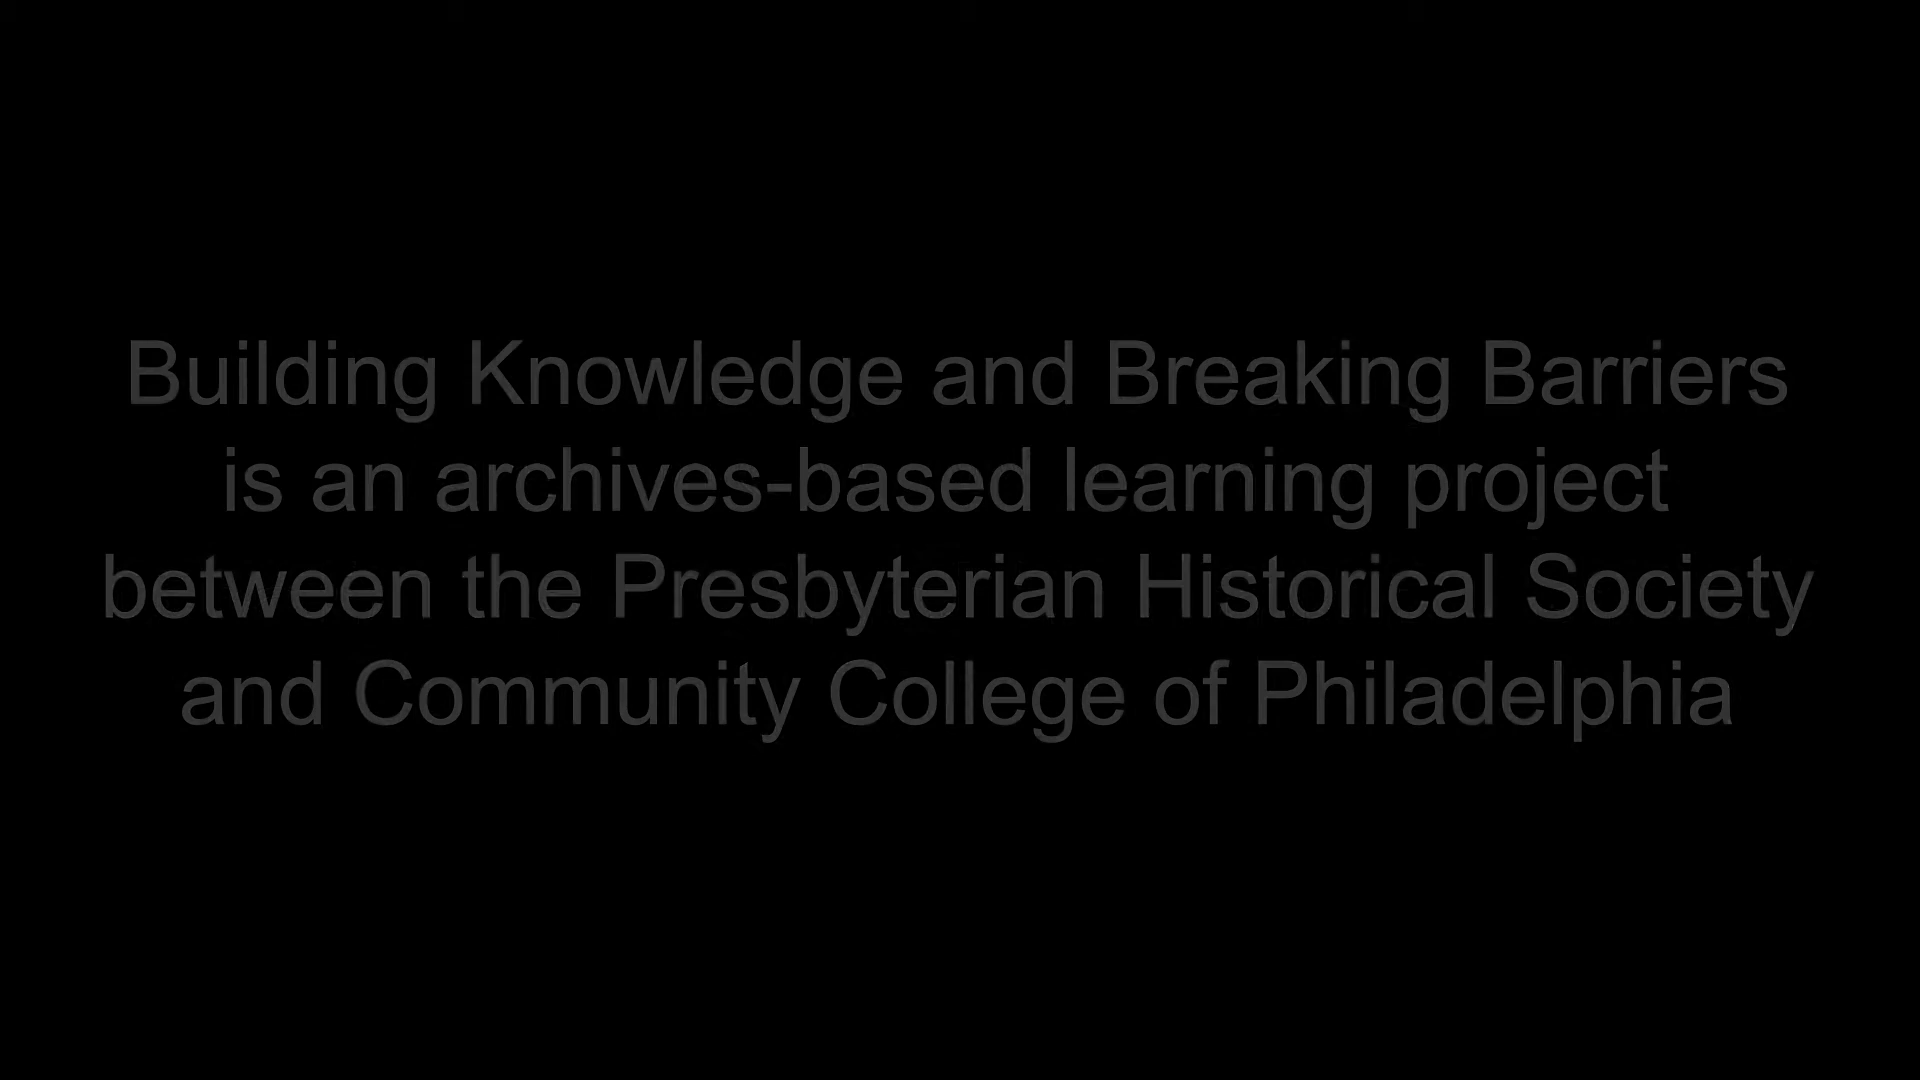 Building Knowledge and Breaking Barriers
is an archives-based learning project
between the Presbyterian Historical Society
and Community College of Philadelphia